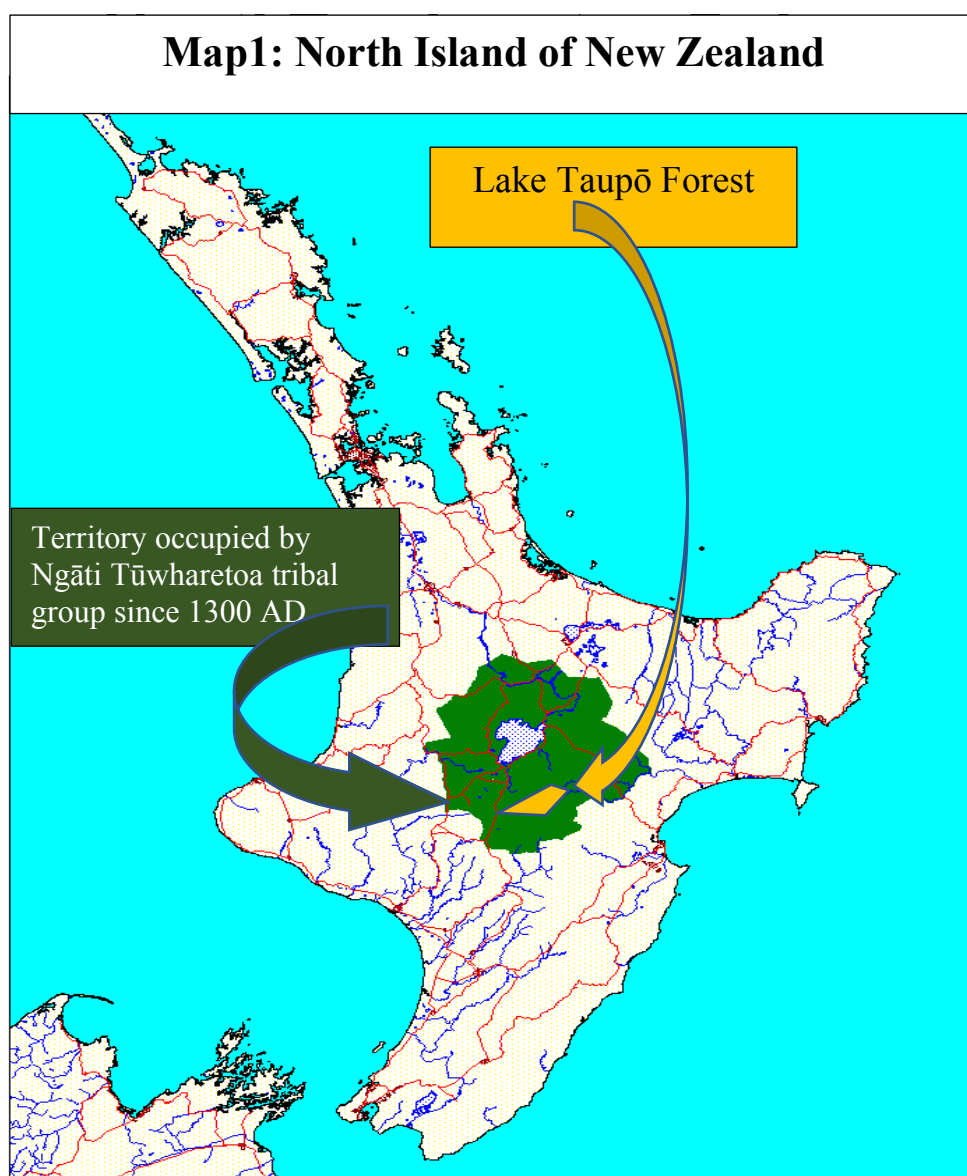 Map1: North Island of New Zealand
Lake Taupō Forest
Territory occupied by
Ngāti Tūwharetoa tribal
group since 1300 AD